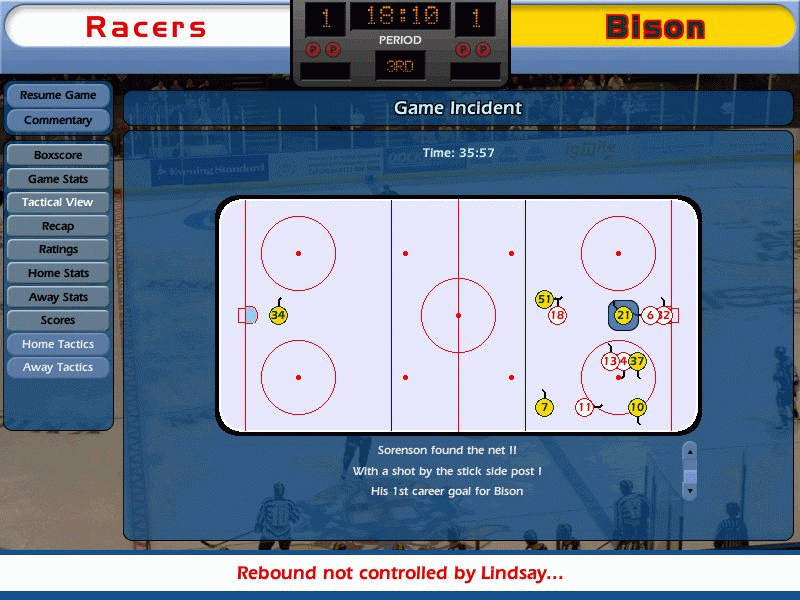 Racers
1
18:10
1
Bison
PERIOD
P P
P P
3RD
Resume Game
Commentary
Boxscore
Game Stats
Tactical View
Recap
Ratings
Home Stats
Away Stats
Scores
Home Tactics
Away Tactics
Game Incident
Time: 35:57
Evening Standard
ignite
34
51
18
21
6
32
13
4
37
7
11
10
Sorenson found the net !!
With a shot by the stick side post !
His 1st career goal for Bison
Rebound not controlled by Lindsay...